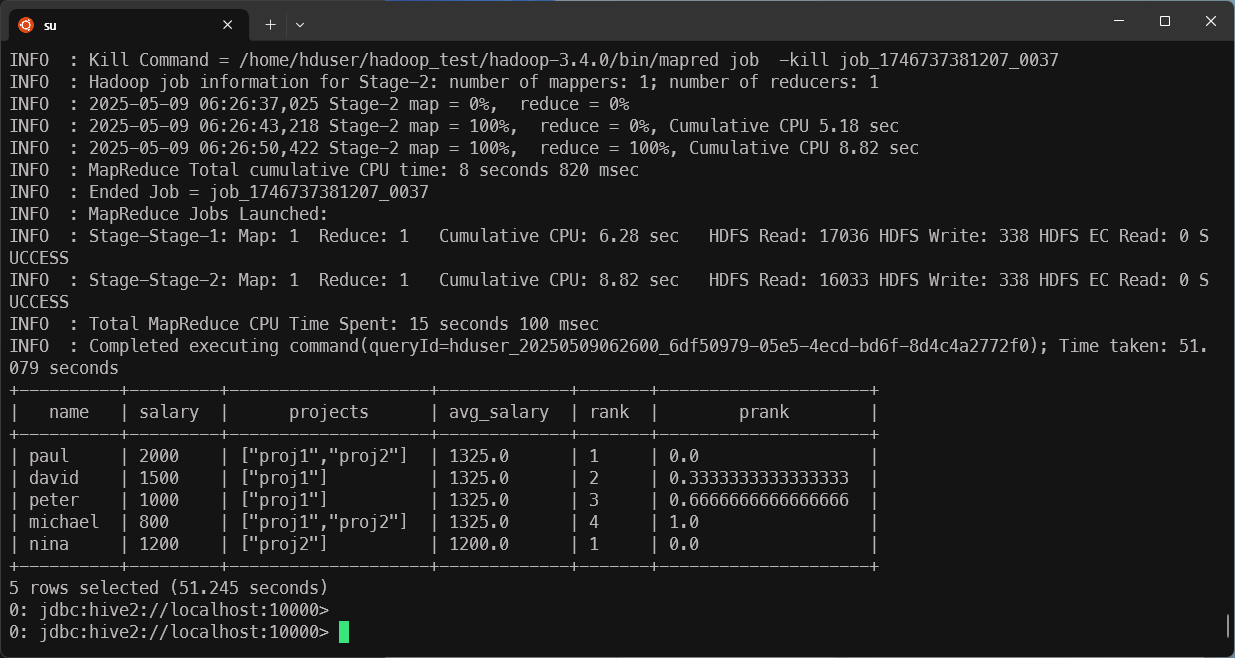 su
INFO  : Kill Command = /home/hduser/hadoop_test/hadoop-3.4.0/bin/mapred job  -kill job_1746737381207_0037
INFO  : Hadoop job information for Stage-2: number of mappers: 1; number of reducers: 1
INFO  : 2025-05-09 06:26:37,025 Stage-2 map = 0%,  reduce = 0%
INFO  : 2025-05-09 06:26:43,218 Stage-2 map = 100%,  reduce = 0%, Cumulative CPU 5.18 sec
INFO  : 2025-05-09 06:26:50,422 Stage-2 map = 100%,  reduce = 100%, Cumulative CPU 8.82 sec
INFO  : MapReduce Total cumulative CPU time: 8 seconds 820 msec
INFO  : Ended Job = job_1746737381207_0037
INFO  : MapReduce Jobs Launched:
INFO  : Stage-Stage-1: Map: 1  Reduce: 1   Cumulative CPU: 6.28 sec   HDFS Read: 17036 HDFS Write: 338 HDFS EC Read: 0 S
UCCESS
INFO  : Stage-Stage-2: Map: 1  Reduce: 1   Cumulative CPU: 8.82 sec   HDFS Read: 16033 HDFS Write: 338 HDFS EC Read: 0 S
UCCESS
INFO  : Total MapReduce CPU Time Spent: 15 seconds 100 msec
INFO  : Completed executing command(queryId=hduser_20250509062600_6df50979-05e5-4ecd-bd6f-8d4c4a2772f0); Time taken: 51.
079 seconds
+----------+---------+--------------------+-------------+-------+---------------------+
|   name   | salary  |      projects      | avg_salary  | rank  |        prank        |
+----------+---------+--------------------+-------------+-------+---------------------+
| paul     | 2000    | ["proj1","proj2"]  | 1325.0      | 1     | 0.0                 |
| david    | 1500    | ["proj1"]          | 1325.0      | 2     | 0.3333333333333333  |
| peter    | 1000    | ["proj1"]          | 1325.0      | 3     | 0.6666666666666666  |
| michael  | 800     | ["proj1","proj2"]  | 1325.0      | 4     | 1.0                 |
| nina     | 1200    | ["proj2"]          | 1200.0      | 1     | 0.0                 |
+----------+---------+--------------------+-------------+-------+---------------------+
5 rows selected (51.245 seconds)
0: jdbc:hive2://localhost:10000>
0: jdbc:hive2://localhost:10000>